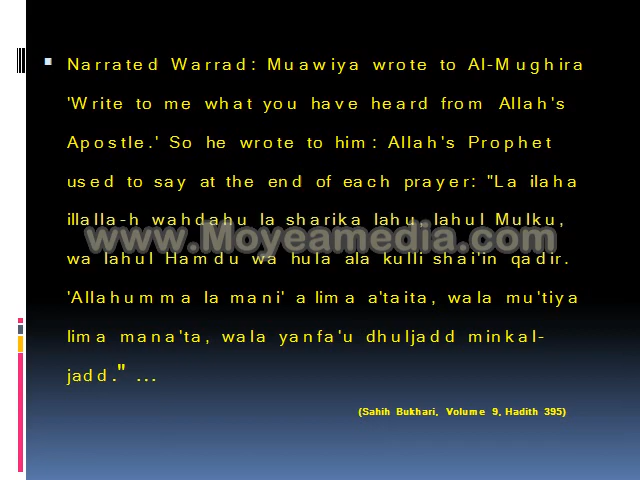 Narrated Warrad: Muawiya wrote to Al-Mughira
'Write to me what you have heard from Allah's
Apostle.' So he wrote to him: Allah's Prophet
used to say at the end of each prayer: "La ilaha
illalla-h wahdahu la sharika lahu, lahul Mulku,
www.Moyeamedia.com
wa lahul Hamdu wa hula ala kulli shai'in qadir.
'Allahumma la mani' a lima a'taita, wala mu'tiya
lima mana'ta, wala yanfa'u dhuljadd minkal-
jadd." ...
(Sahih Bukhari, Volume 9, Hadith 395)